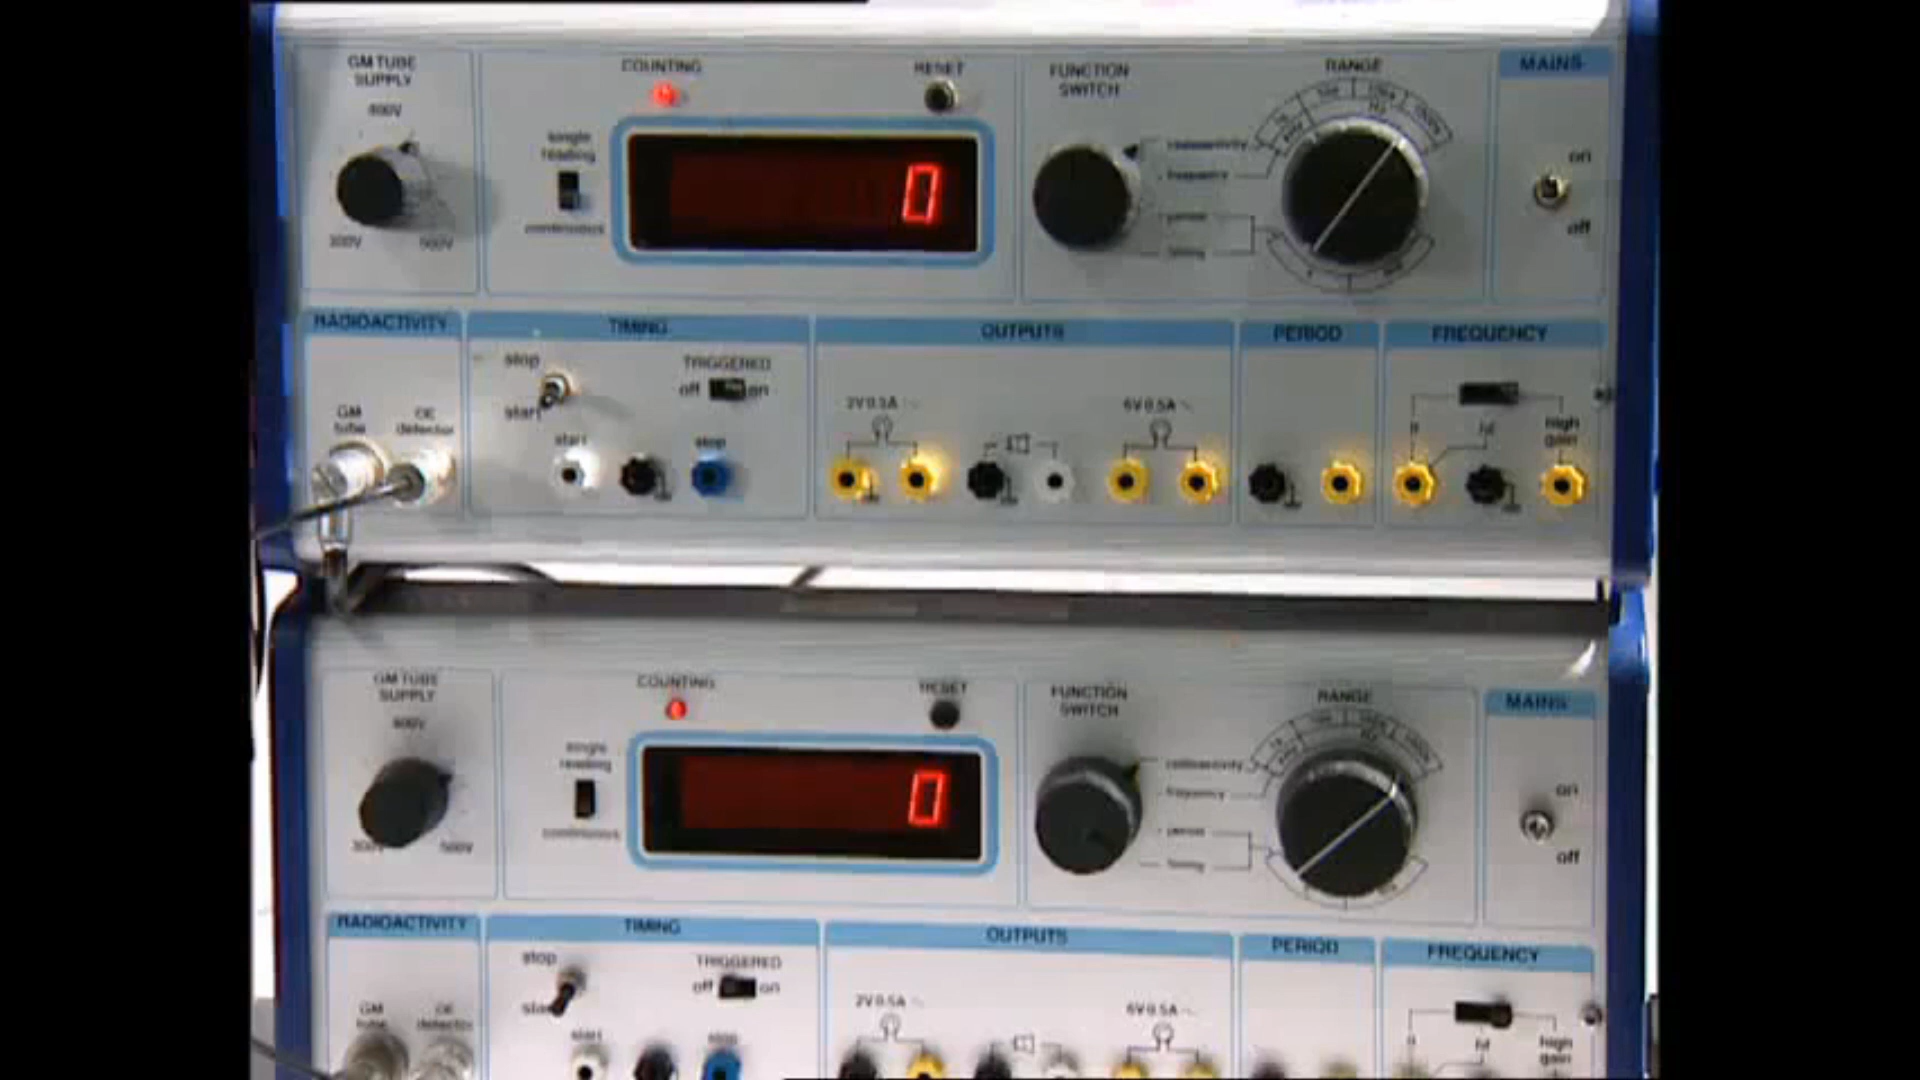 GM TUBE
SUPPLY
COUNTING
RESET
FUNCTION
SWITCH
RANGE
MAINS
single
reading
continuous
0
radioactivity
frequency
period
timing
on
off
300V
500V
RADIOACTIVITY
TIMING
OUTPUTS
PERIOD
FREQUENCY
stop
start
TRIGGERED
off on
GM
tube
detector
start
stop
6V 0.5A
high
gain
GM TUBE
SUPPLY
COUNTING
RESET
FUNCTION
SWITCH
RANGE
MAINS
single
reading
continuous
0
radioactivity
frequency
period
timing
on
off
300V
500V
RADIOACTIVITY
TIMING
OUTPUTS
PERIOD
FREQUENCY
stop
TRIGGERED
off on
GM
tube
detector
start
stop
2V 0.5A
6V 0.5A
high
gain